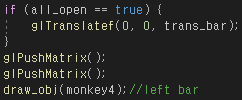 if (all_open == true) {
glTranslatef(0, 0, trans_bar);
}
glPushMatrix();
glPushMatrix();
draw_obj(monkey4);//left bar